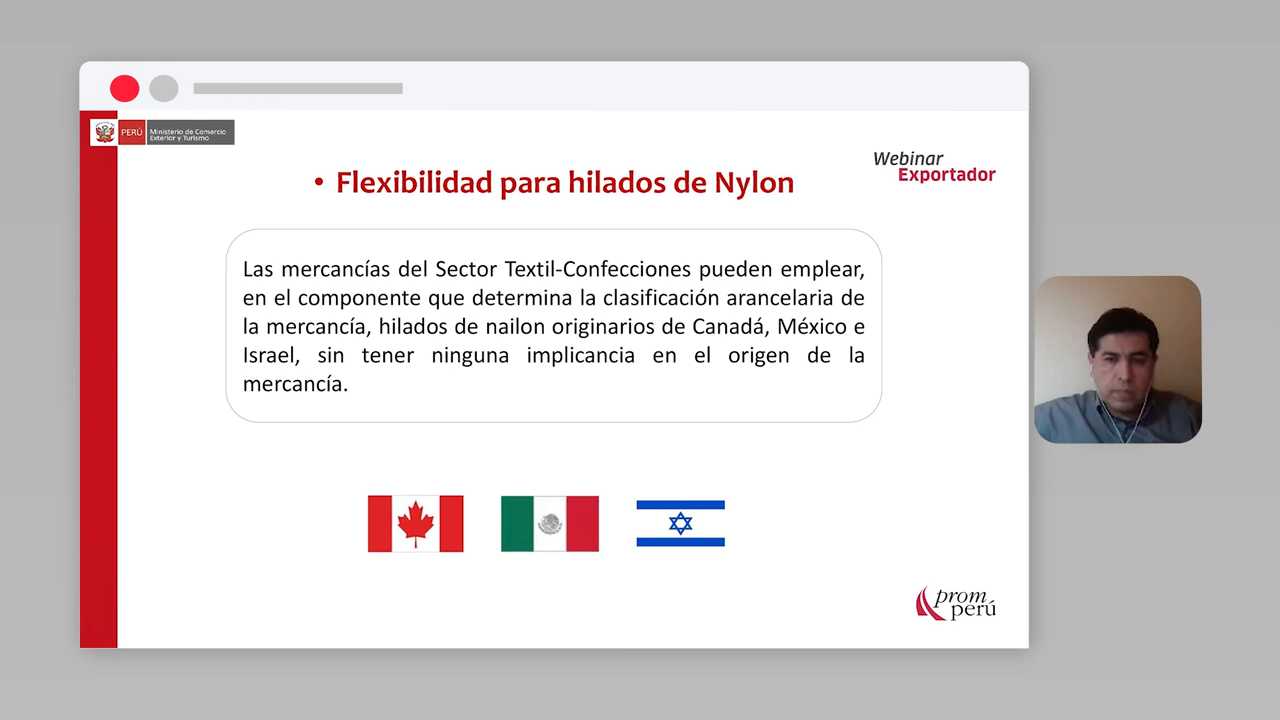 PERÚ
Ministerio de Comercio
Exterior y Turismo
Webinar
Exportador
• Flexibilidad para hilados de Nylon
Las mercancías del Sector Textil-Confecciones pueden emplear,
en el componente que determina la clasificación arancelaria de
la mercancía, hilados de nailon originarios de Canadá, México e
Israel, sin tener ninguna implicancia en el origen de la
mercancía.
prom
perú